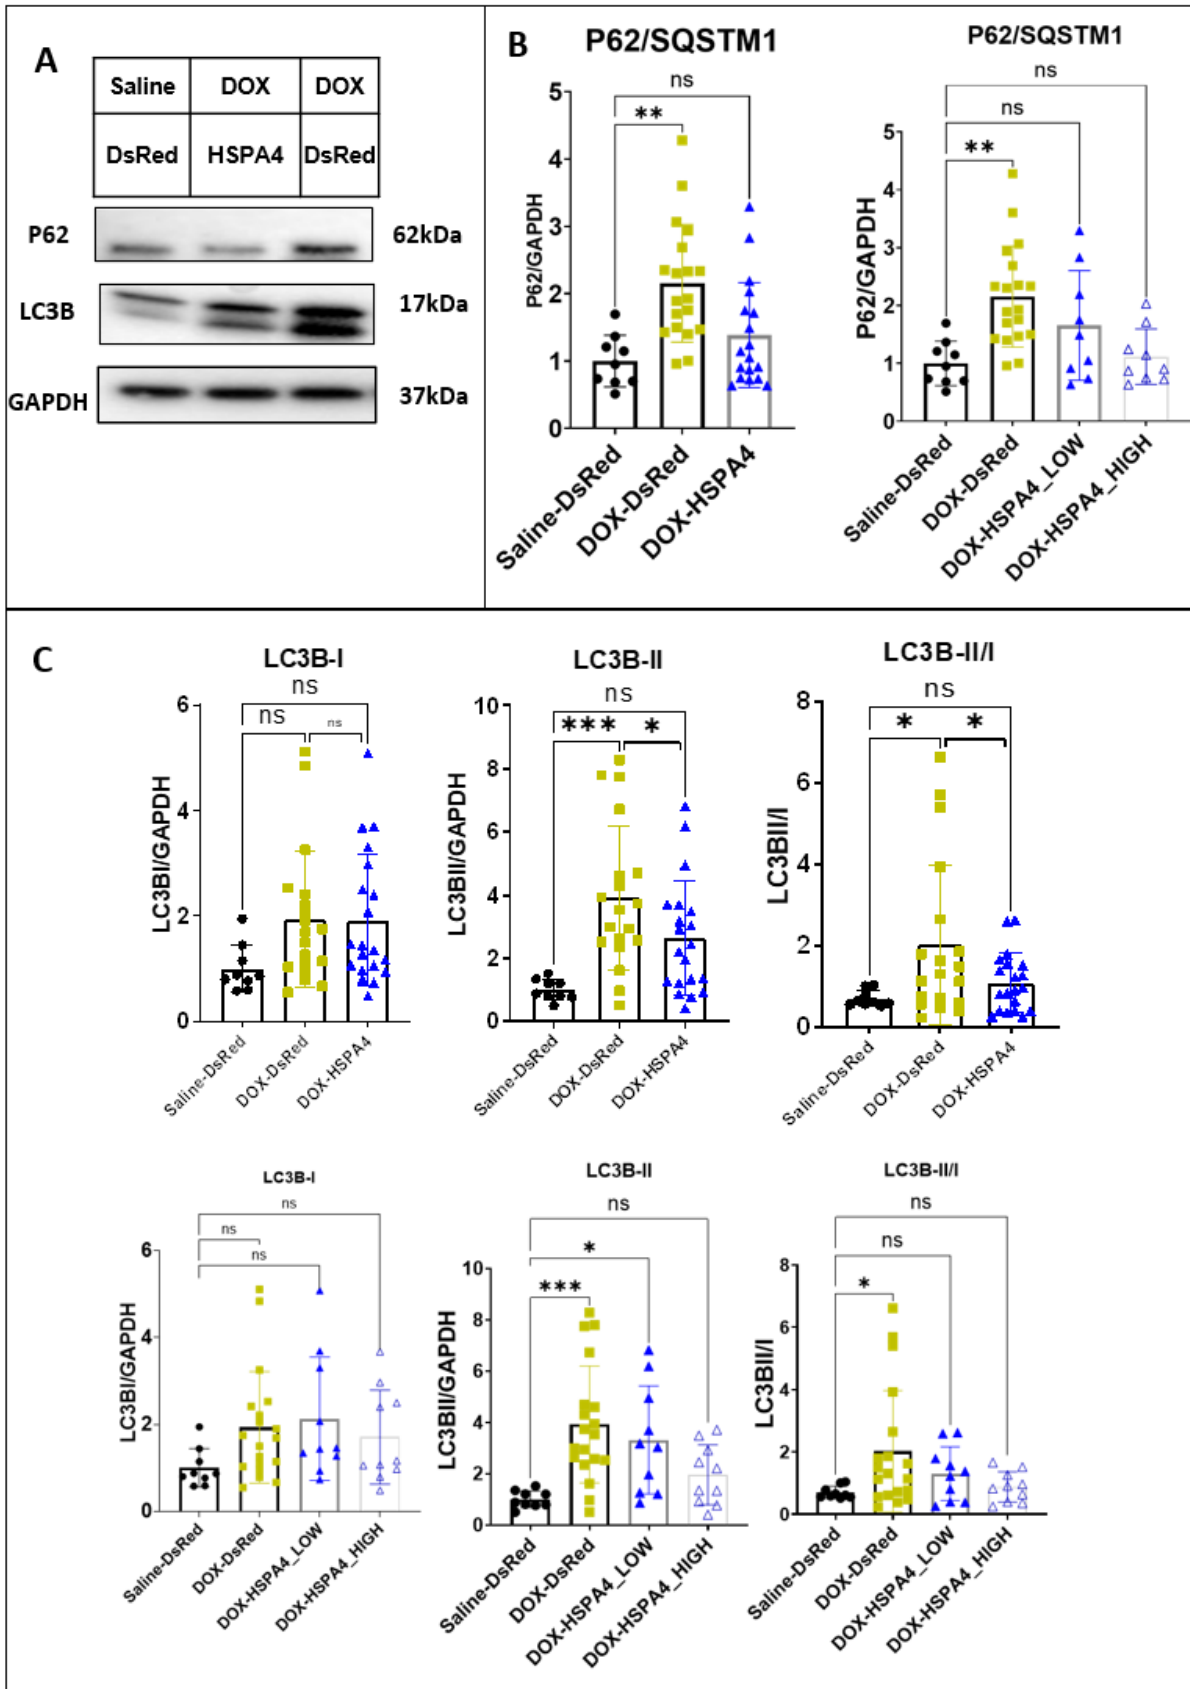 A
Saline DOX DOX
DsRed HSPA4 DsRed
P62 62kDa
LC3B 17kDa
GAPDH 37kDa
B
P62/SQSTM1
ns
**
5
4
3
2
1
0
P62/GAPDH
Saline-DsRed
DOX-DsRed
DOX-HSPA4
P62/SQSTM1
ns
ns
**
5
4
3
2
1
0
P62/GAPDH
Saline-DsRed
DOX-DsRed
DOX-HSPA4_LOW
DOX-HSPA4_HIGH
C
LC3B-I
ns
ns ns
6
4
2
0
LC3BI/GAPDH
Saline-DsRed
DOX-DsRed
DOX-HSPA4
LC3B-II
ns
*** *
10
8
6
4
2
0
LC3BII/GAPDH
Saline-DsRed
DOX-DsRed
DOX-HSPA4
LC3B-II/I
ns
* *
8
6
4
2
0
LC3BII/I
Saline-DsRed
DOX-DsRed
DOX-HSPA4
LC3B-I
ns
ns
ns
6
4
2
0
LC3BI/GAPDH
Saline-DsRed
DOX-DsRed
DOX-HSPA4_LOW
DOX-HSPA4_HIGH
LC3B-II
ns
*
***
10
8
6
4
2
0
LC3BII/GAPDH
Saline-DsRed
DOX-DsRed
DOX-HSPA4_LOW
DOX-HSPA4_HIGH
LC3B-II/I
ns
ns
*
8
6
4
2
0
LC3BII/I
Saline-DsRed
DOX-DsRed
DOX-HSPA4_LOW
DOX-HSPA4_HIGH